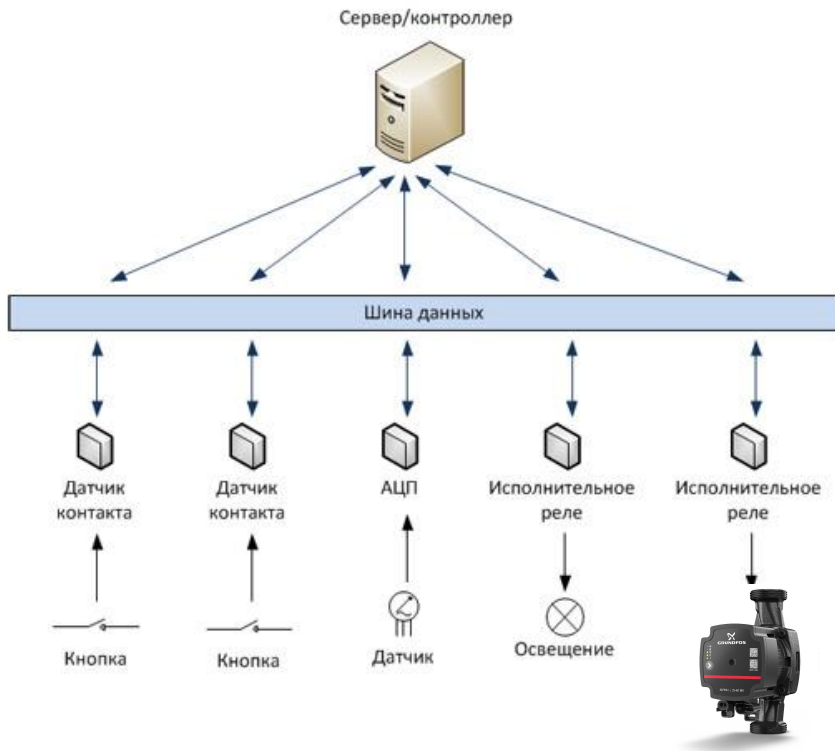 Сервер/контроллер
Шина данных
Датчик
контакта
Датчик
контакта
АЦП
Исполнительное
реле
Исполнительное
реле
Кнопка
Кнопка
Датчик
Освещение
GRUNDFOS